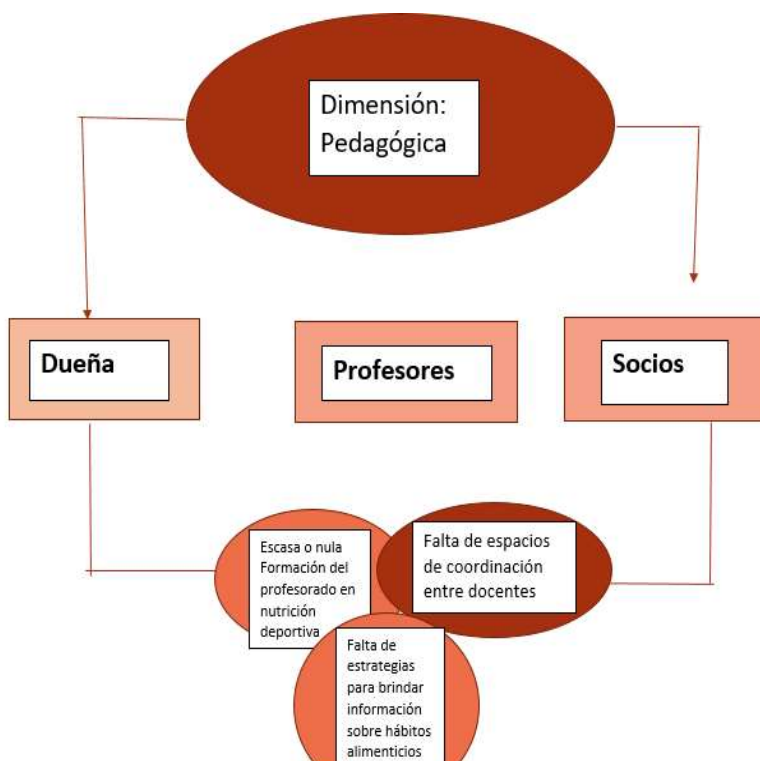 Dimensión:
Pedagógica
Dueña
Profesores
Socios
Escasa o nula
Formación del
profesorado en
nutrición
deportiva
Falta de espacios
de coordinación
entre docentes
Falta de
estrategias
para brindar
información
sobre hábitos
alimenticios